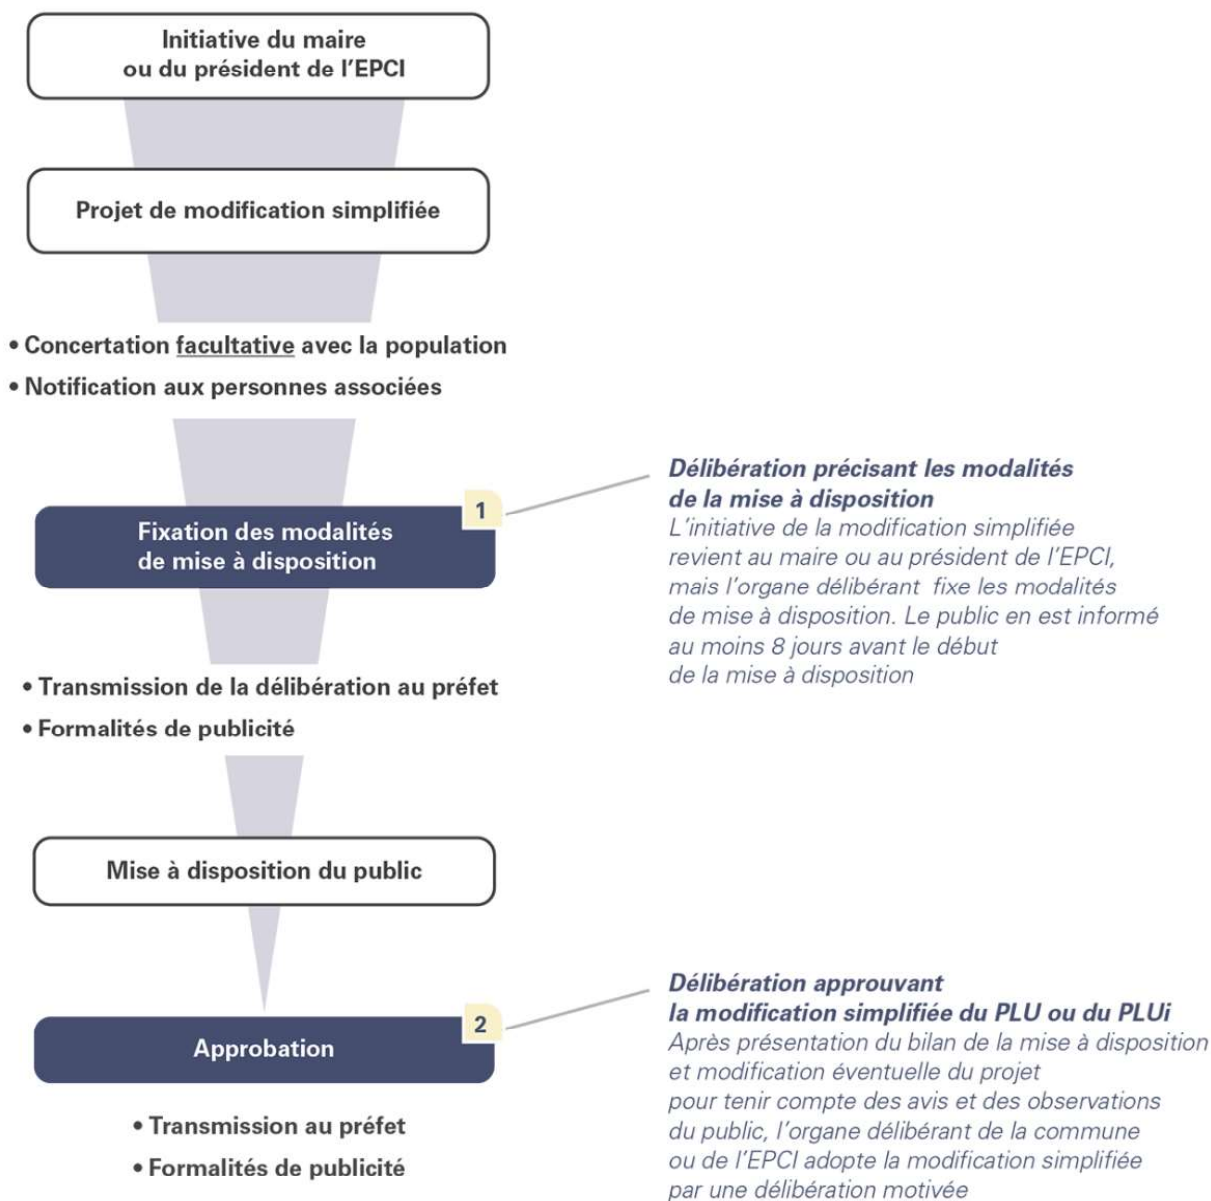 Initiative du maire
ou du président de l'EPCI
Projet de modification simplifiée
• Concertation facultative avec la population
• Notification aux personnes associées
1
Fixation des modalités
de mise à disposition
Délibération précisant les modalités
de la mise à disposition
L'initiative de la modification simplifiée
revient au maire ou au président de l'EPCI,
mais l'organe délibérant fixe les modalités
de mise à disposition. Le public en est informé
au moins 8 jours avant le début
de la mise à disposition
• Transmission de la délibération au préfet
• Formalités de publicité
Mise à disposition du public
2
Approbation
Délibération approuvant
la modification simplifiée du PLU ou du PLUi
Après présentation du bilan de la mise à disposition
et modification éventuelle du projet
pour tenir compte des avis et des observations
du public, l'organe délibérant de la commune
ou de l'EPCI adopte la modification simplifiée
par une délibération motivée
• Transmission au préfet
• Formalités de publicité